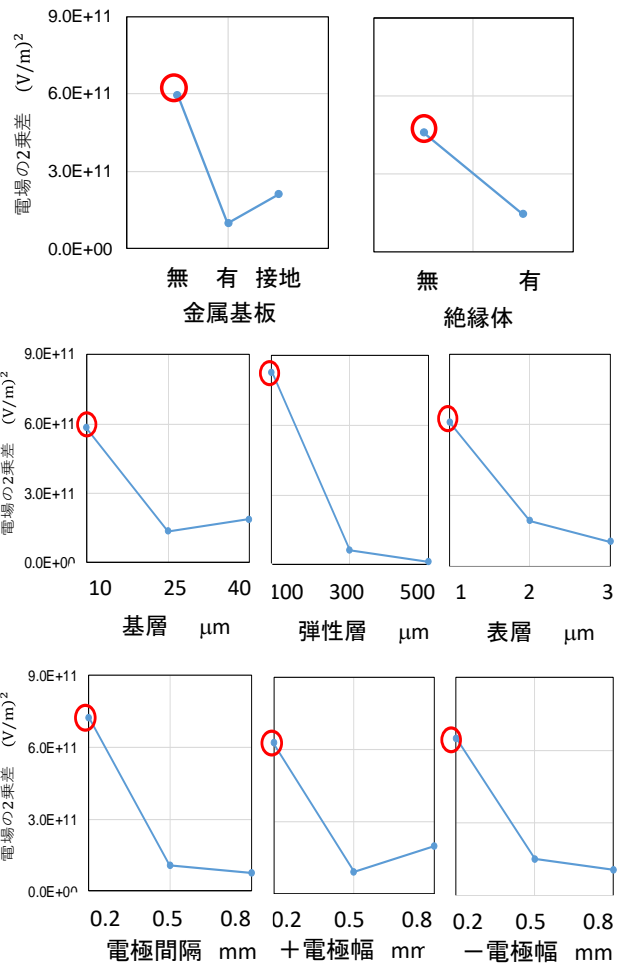 電場の2乗差 (V/m)²
9.0E+11
6.0E+11
3.0E+11
0.0E+00
無 有 接地
金属基板
無 有
絶縁体
電場の2乗差 (V/m)²
9.0E+11
6.0E+11
3.0E+11
0.0E+00
10 25 40
基層 μm
100 300 500
弾性層 μm
1 2 3
表層 μm
電場の2乗差 (V/m)²
9.0E+11
6.0E+11
3.0E+11
0.0E+00
0.2 0.5 0.8
電極間隔 mm
0.2 0.5 0.8
＋電極幅 mm
0.2 0.5 0.8
－電極幅 mm